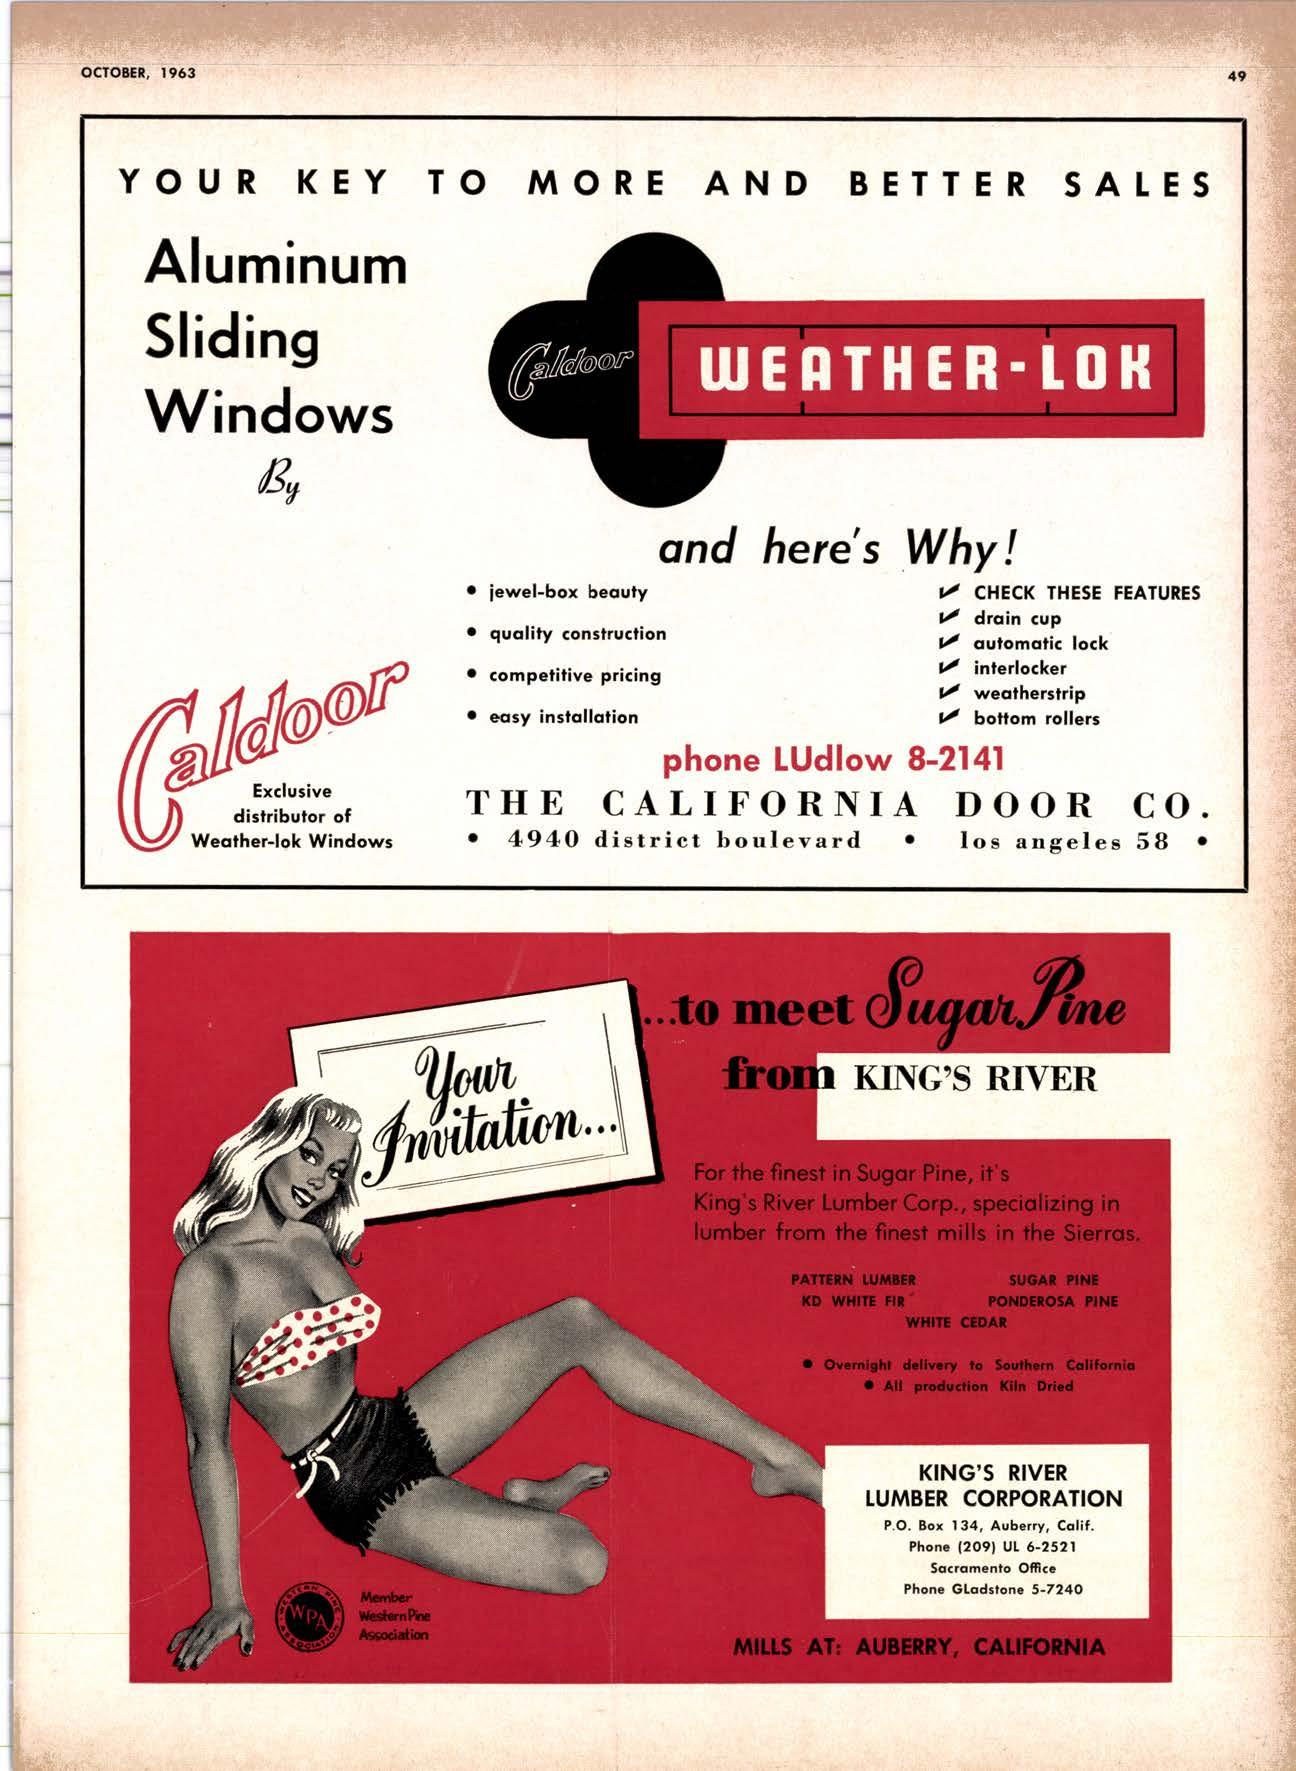 OCTOBER, 1963
49
YOUR KEY TO MORE AND BETTER SALES
Aluminum
Sliding
Windows
By
Caldoor
WEATHER-LOK
and here's Why!
• jewel-box beauty
• quality construction
• competitive pricing
• easy installation
✔ CHECK THESE FEATURES
✔ drain cup
✔ automatic lock
✔ interlocker
✔ weatherstrip
✔ bottom rollers
Caldoor
Exclusive
distributor of
Weather-lok Windows
phone LUdlow 8-2141
THE CALIFORNIA DOOR CO.
• 4940 district boulevard • los angeles 58 •
Your
Invitation...
...to meet Sugar Pine
from KING'S RIVER
For the finest in Sugar Pine, it's
King's River Lumber Corp., specializing in
lumber from the finest mills in the Sierras.
PATTERN LUMBER SUGAR PINE
KD WHITE FIR PONDEROSA PINE
WHITE CEDAR
• Overnight delivery to Southern California
• All production Kiln Dried
KING'S RIVER
LUMBER CORPORATION
P.O. Box 134, Auberry, Calif.
Phone (209) UL 6-2521
Sacramento Office
Phone GLadstone 5-7240
WESTERN PINE
WPA
ASSOCIATION
Member
Western Pine
Association
MILLS AT: AUBERRY, CALIFORNIA